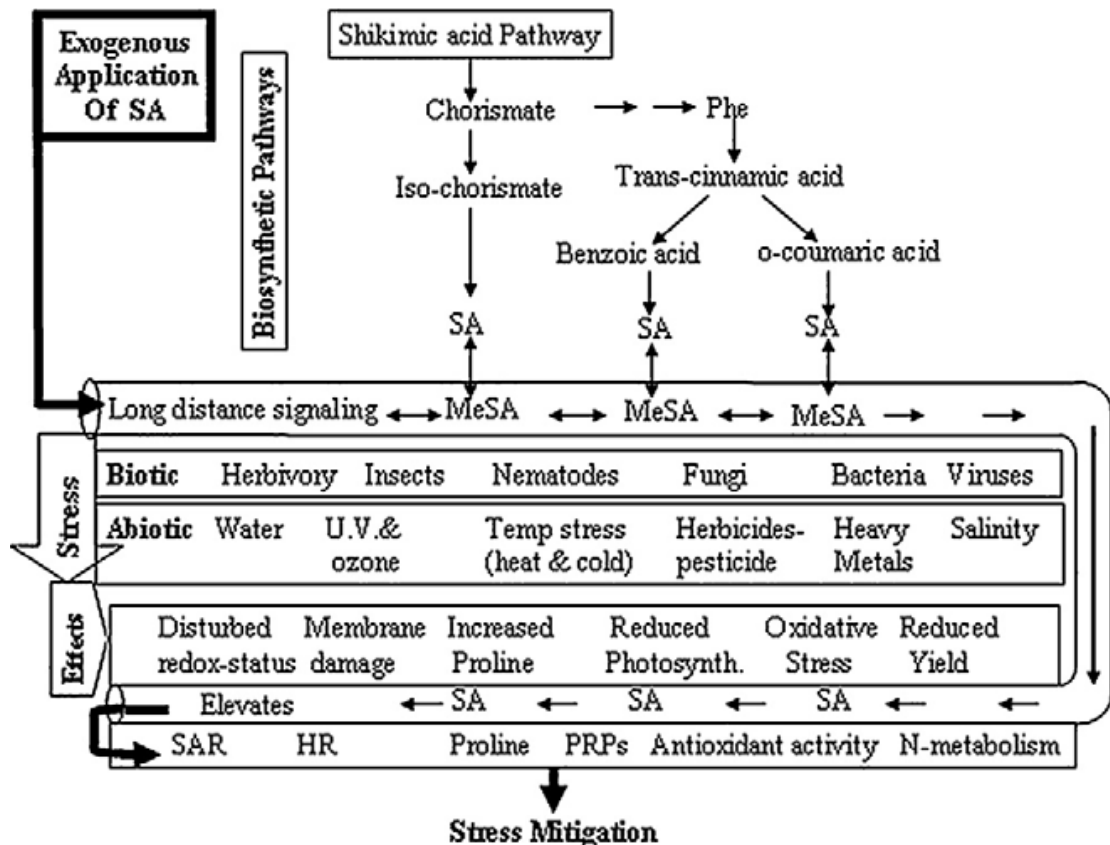 Exogenous
Application
Of SA
Biosynthetic Pathways
Shikimic acid Pathway
Chorismate
Phe
Iso-chorismate
Trans-cinnamic acid
Benzoic acid
o-coumaric acid
SA
SA
SA
Long distance signaling
MeSA
MeSA
MeSA
Stress
Biotic Herbivory Insects Nematodes Fungi Bacteria Viruses
Abiotic Water U.V.& Temp stress Herbicides- Heavy Salinity
ozone (heat & cold) pesticide Metals
Effects
Disturbed Membrane Increased Reduced Oxidative Reduced
redox-status damage Proline Photosynth. Stress Yield
Elevates SA SA SA
SAR HR Proline PRPs Antioxidant activity N-metabolism
Stress Mitigation